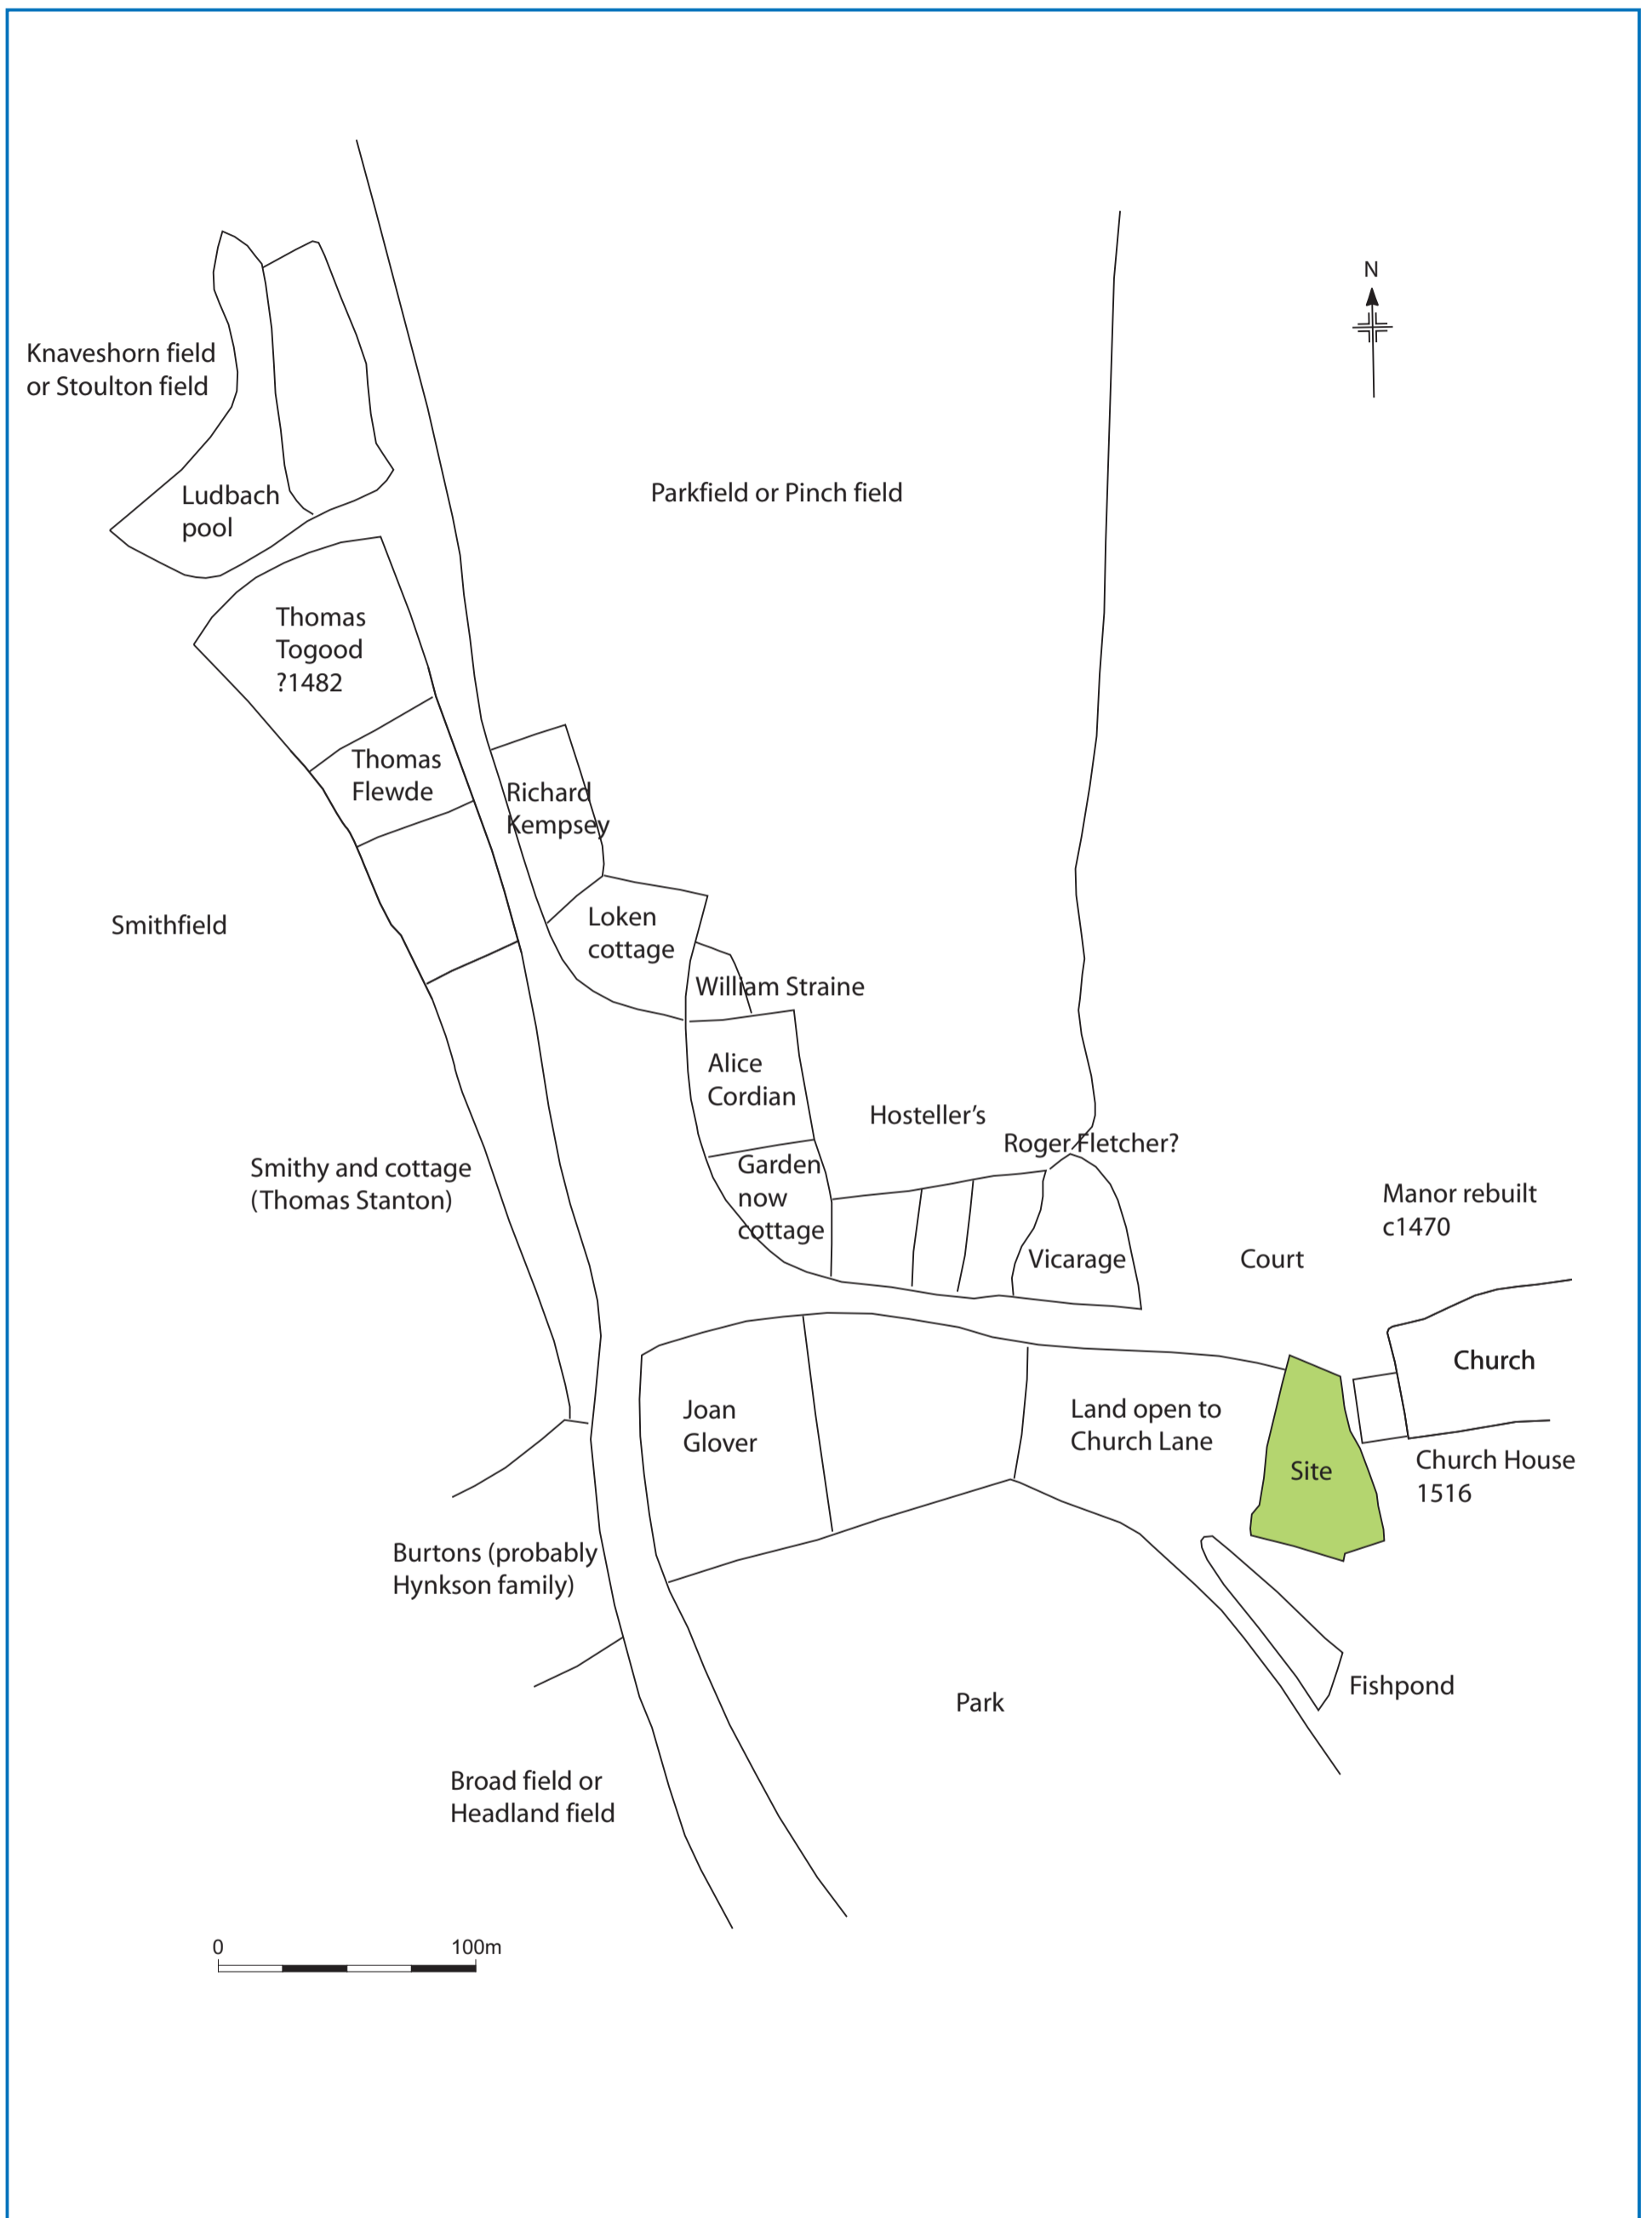 N
Knaveshorn field
or Stoulton field
Ludbach
pool
Parkfield or Pinch field
Thomas
Togood
?1482
Thomas
Flewde
Richard
Kempsey
Smithfield
Loken
cottage
William Straine
Alice
Cordian
Hosteller’s
Roger Fletcher?
Smithy and cottage
(Thomas Stanton)
Garden
now
cottage
Vicarage
Court
Manor rebuilt
c1470
Church
Joan
Glover
Land open to
Church Lane
Site
Church House
1516
Burtons (probably
Hynkson family)
Park
Fishpond
Broad field or
Headland field
0 100m